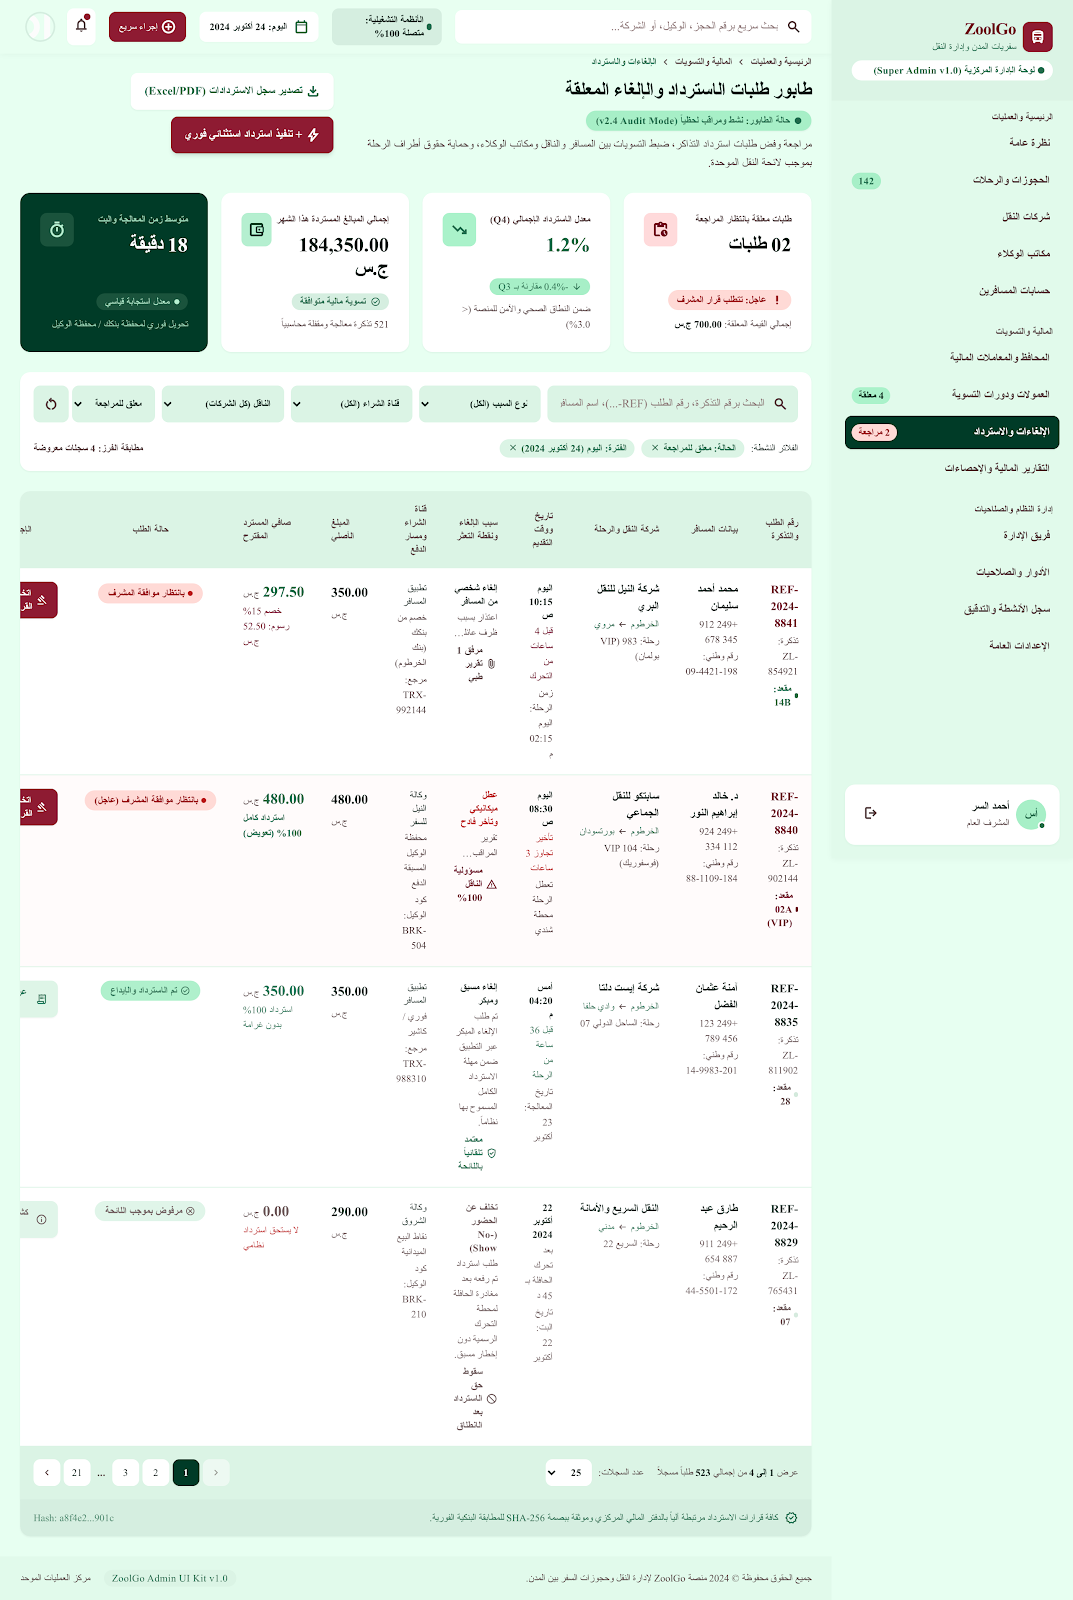 ZoolGo
سفريات المدن وإدارة النقل
لوحة الإدارة المركزية (Super Admin v1.0)
الرئيسية والعمليات
نظرة عامة
الحجوزات والرحلات 142
شركات النقل
مكاتب الوكلاء
حسابات المسافرين
المالية والتسويات
المحافظ والمعاملات المالية
العمولات ودورات التسوية 4 معلقة
الإلغاءات والاسترداد 2 مراجعة
التقارير المالية والإحصاءات
إدارة النظام والصلاحيات
فريق الإدارة
الأدوار والصلاحيات
سجل الأنشطة والتدقيق
الإعدادات العامة
أس
أحمد السر
المشرف العام
بحث سريع برقم الحجز، الوكيل، أو الشركة...
الأنظمة التشغيلية:
متصلة 100%
اليوم: 24 أكتوبر 2024
إجراء سريع
الرئيسية والعمليات
المالية والتسويات
الإلغاءات والاسترداد
طابور طلبات الاسترداد والإلغاء المعلقة
حالة الطابور: نشط ومراقب لحظياً (v2.4 Audit Mode)
مراجعة وفض طلبات استرداد التذاكر، ضبط التسويات بين المسافر والناقل ومكاتب الوكلاء، وحماية حقوق أطراف الرحلة
بموجب لائحة النقل الموحدة.
تصدير سجل الاستردادات (Excel/PDF)
+ تنفيذ استرداد استثنائي فوري
طلبات معلقة بانتظار المراجعة
02 طلبات
عاجل: تتطلب قرار المشرف
إجمالي القيمة المعلقة: 700.00 ج.س
معدل الاسترداد الإجمالي (Q4)
1.2%
-0.4% مقارنة بـ Q3
ضمن النطاق الصحي والآمن للمنصة (<
3.0%)
إجمالي المبالغ المستردة هذا الشهر
184,350.00
ج.س
تسوية مالية متوافقة
521 تذكرة معالجة ومقفلة محاسبياً
متوسط زمن المعالجة والبت
18 دقيقة
معدل استجابة قياسي
تحويل فوري لمحفظة بنكك / محفظة الوكيل
البحث برقم التذكرة، رقم الطلب (REF-...)، اسم المسافر
نوع السبب (الكل)
قناة الشراء (الكل)
الناقل (كل الشركات)
معلق للمراجعة
الفلاتر النشطة:
الحالة: معلق للمراجعة ×
الفترة: اليوم (24 أكتوبر 2024) ×
مطابقة الفرز: 4 سجلات معروضة
رقم الطلب
والتذكرة
بيانات المسافر
شركة النقل والرحلة
تاريخ
ووقت
التقديم
سبب الإلغاء
ونقطة التعثر
قناة
الشراء
ومسار
الدفع
المبلغ
الأصلي
صافي المسترد
المقترح
حالة الطلب
REF-
2024-
8841
تذكرة:
ZL-
854921
مقعد:
14B
محمد أحمد
سليمان
+249 912
345 678
رقم وطني:
09-4421-198
شركة النيل للنقل
البري
الخرطوم ← مروي
رحلة: 983 (VIP
بولمان)
اليوم
10:15
ص
قبل 4
ساعات
من
التحرك
زمن
الرحلة:
اليوم
02:15
م
إلغاء شخصي
من المسافر
اعتذار بسبب
ظرف عائلـ...
مرفق 1
تقرير
طبي
تطبيق
المسافر
خصم من
بنكك
(بنك
الخرطوم)
مرجع:
TRX-
992144
350.00
ج.س
297.50 ج.س
خصم 15%
رسوم: 52.50
ج.س
بانتظار موافقة المشرف
REF-
2024-
8840
تذكرة:
ZL-
902144
مقعد:
02A
(VIP)
د. خالد
إبراهيم النور
+249 924
112 334
رقم وطني:
88-1109-184
سابتكو للنقل
الجماعي
الخرطوم ← بورتسودان
رحلة: VIP 104
(فوسفوريك)
اليوم
08:30
ص
تأخير
تجاوز 3
ساعات
تعطل
الرحلة
محطة
شندي
عطل
ميكانيكي
وتأخر فادح
تقرير
المراقب...
مسؤولية
الناقل
100%
وكالة
النيل
للسفر
محفظة
الوكيل
المسبقة
الدفع
كود
الوكيل:
BRK-
504
480.00
ج.س
480.00 ج.س
استرداد كامل
100% (تعويض)
بانتظار موافقة المشرف (عاجل)
REF-
2024-
8835
تذكرة:
ZL-
811902
مقعد:
28
آمنة عثمان
الفضل
+249 123
456 789
رقم وطني:
14-9983-201
شركة إيست دلتا
الخرطوم ← وادي حلفا
رحلة: الساحل الدولي 07
أمس
04:20
م
قبل 36
ساعة
من
الرحلة
تاريخ
المعالجة:
23
أكتوبر
إلغاء مسبق
ومبكر
تم طلب
الإلغاء المبكر
عبر التطبيق
ضمن مهلة
الاسترداد
الكامل
المسموح بها
نظاماً.
معتمد
تلقائياً
باللائحة
تطبيق
المسافر
فوري /
كاشير
مرجع:
TRX-
988310
350.00
ج.س
350.00 ج.س
استرداد 100%
بدون غرامة
تم الاسترداد والإيداع
REF-
2024-
8829
تذكرة:
ZL-
765431
مقعد:
07
طارق عبد
الرحيم
+249 911
887 654
رقم وطني:
44-5501-172
النقل السريع والأمانة
الخرطوم ← مدني
رحلة: السريع 22
22
أكتوبر
2024
بعد
تحرك
الحافلة بـ
45 د
تاريخ
البت:
22
أكتوبر
تخلف عن
الحضور
(No-
Show)
طلب استرداد
تم رفعه بعد
مغادرة الحافلة
لمحطة
التحرك
الرسمية دون
إخطار مسبق.
سقوط
حق
الاسترداد
بعد
الانطلاق
وكالة
الشروق
نقاط البيع
الميدانية
كود
الوكيل:
BRK-
210
290.00
ج.س
0.00 ج.س
لا يستحق استرداد
نظامي
مرفوض بموجب اللائحة
عرض 1 إلى 4 من إجمالي 523 طلباً مسجلاً
عدد السجلات: 25
1 2 3 ... 21
كافة قرارات الاسترداد مرتبطة آلياً بالدفتر المالي المركزي وموثقة ببصمة SHA-256 للمطابقة البنكية الفورية.
Hash: a8f4e2...901c
جميع الحقوق محفوظة © 2024 منصة ZoolGo لإدارة النقل وحجوزات السفر بين المدن.
ZoolGo Admin UI Kit v1.0
مركز العمليات الموحد